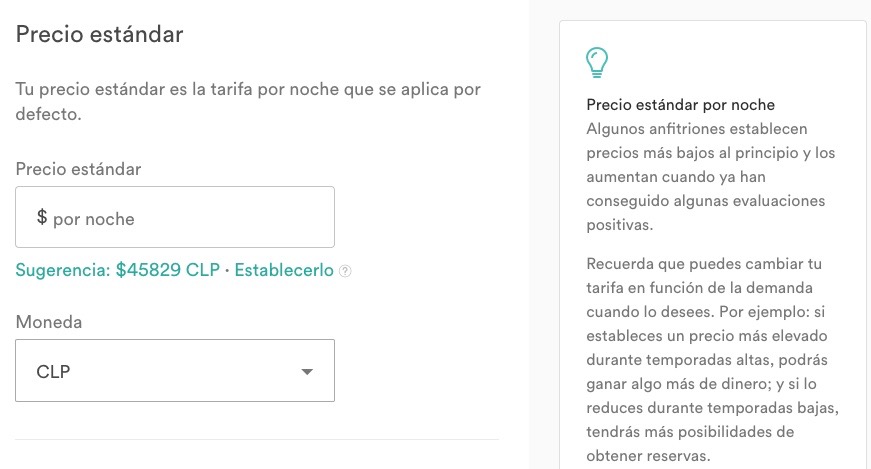 Precio estándar
Tu precio estándar es la tarifa por noche que se aplica por
defecto.
Precio estándar
$ por noche
Sugerencia: $45829 CLP · Establecerlo ?
Moneda
CLP
Precio estándar por noche
Algunos anfitriones establecen
precios más bajos al principio y los
aumentan cuando ya han
conseguido algunas evaluaciones
positivas.
Recuerda que puedes cambiar tu
tarifa en función de la demanda
cuando lo desees. Por ejemplo: si
estableces un precio más elevado
durante temporadas altas, podrás
ganar algo más de dinero; y si lo
reduces durante temporadas bajas,
tendrás más posibilidades de
obtener reservas.